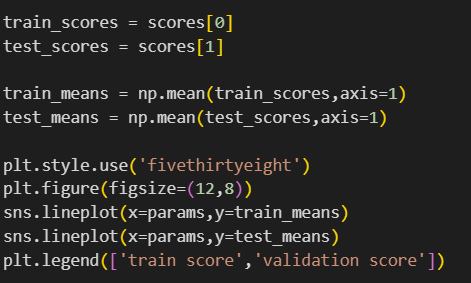 train_scores = scores[0]
test_scores = scores[1]
train_means = np.mean(train_scores,axis=1)
test_means = np.mean(test_scores,axis=1)
plt.style.use('fivethirtyeight')
plt.figure(figsize=(12,8))
sns.lineplot(x=params,y=train_means)
sns.lineplot(x=params,y=test_means)
plt.legend(['train score','validation score'])